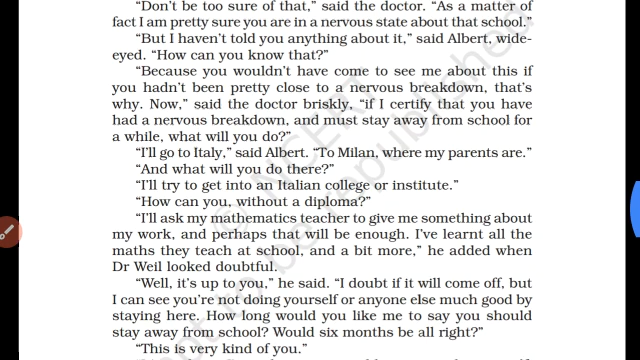 "Don't be too sure of that," said the doctor. "As a matter of
fact I am pretty sure you are in a nervous state about that school."
"But I haven't told you anything about it," said Albert, wide-
eyed. "How can you know that?"
"Because you wouldn't have come to see me about this if
you hadn't been pretty close to a nervous breakdown, that's
why. Now," said the doctor briskly, "if I certify that you have
had a nervous breakdown, and must stay away from school for
a while, what will you do?"
"I'll go to Italy," said Albert. "To Milan, where my parents are."
"And what will you do there?"
"I'll try to get into an Italian college or institute."
"How can you, without a diploma?"
"I'll ask my mathematics teacher to give me something about
my work, and perhaps that will be enough. I've learnt all the
maths they teach at school, and a bit more," he added when
Dr Weil looked doubtful.
"Well, it's up to you," he said. "I doubt if it will come off, but
I can see you're not doing yourself or anyone else much good by
staying here. How long would you like me to say you should
stay away from school? Would six months be all right?"
"This is very kind of you."
© NCERT
not to be republished